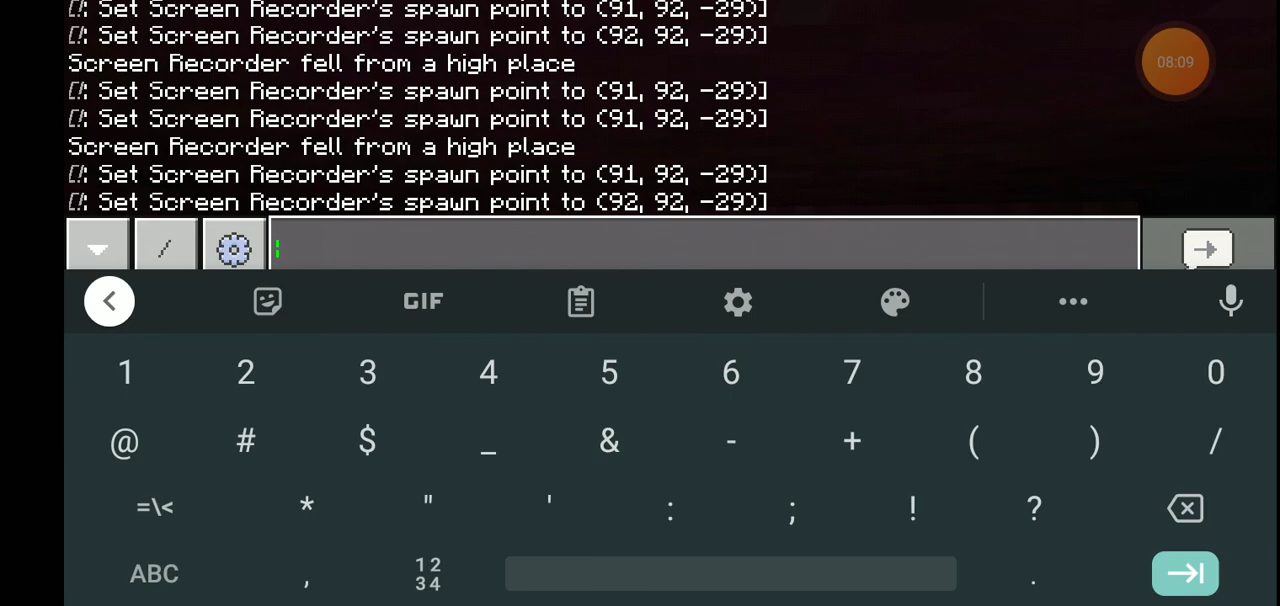 [!: Set Screen Recorder's spawn point to (91, 92, -29)]
[!: Set Screen Recorder's spawn point to (92, 92, -29)]
Screen Recorder fell from a high place
[!: Set Screen Recorder's spawn point to (91, 92, -29)]
[!: Set Screen Recorder's spawn point to (91, 92, -29)]
Screen Recorder fell from a high place
[!: Set Screen Recorder's spawn point to (91, 92, -29)]
[!: Set Screen Recorder's spawn point to (92, 92, -29)]
08:09
/
GIF
1 2 3 4 5 6 7 8 9 0
@ # $ _ & - + ( ) /
=\< * " ' : ; ! ?
ABC , 12 34 .